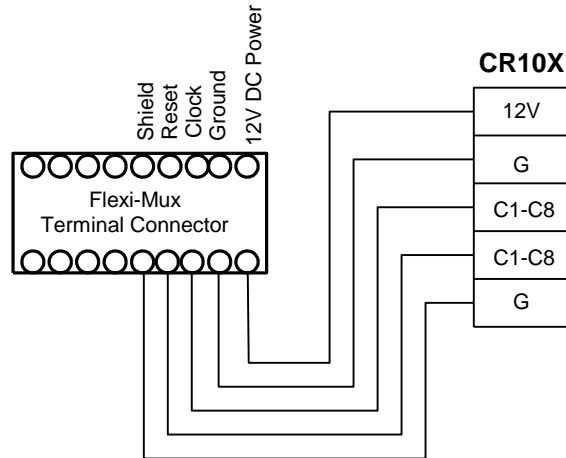 Shield
Reset
Clock
Ground
12V DC Power
CR10X
12V
G
C1-C8
C1-C8
G
Flexi-Mux
Terminal Connector